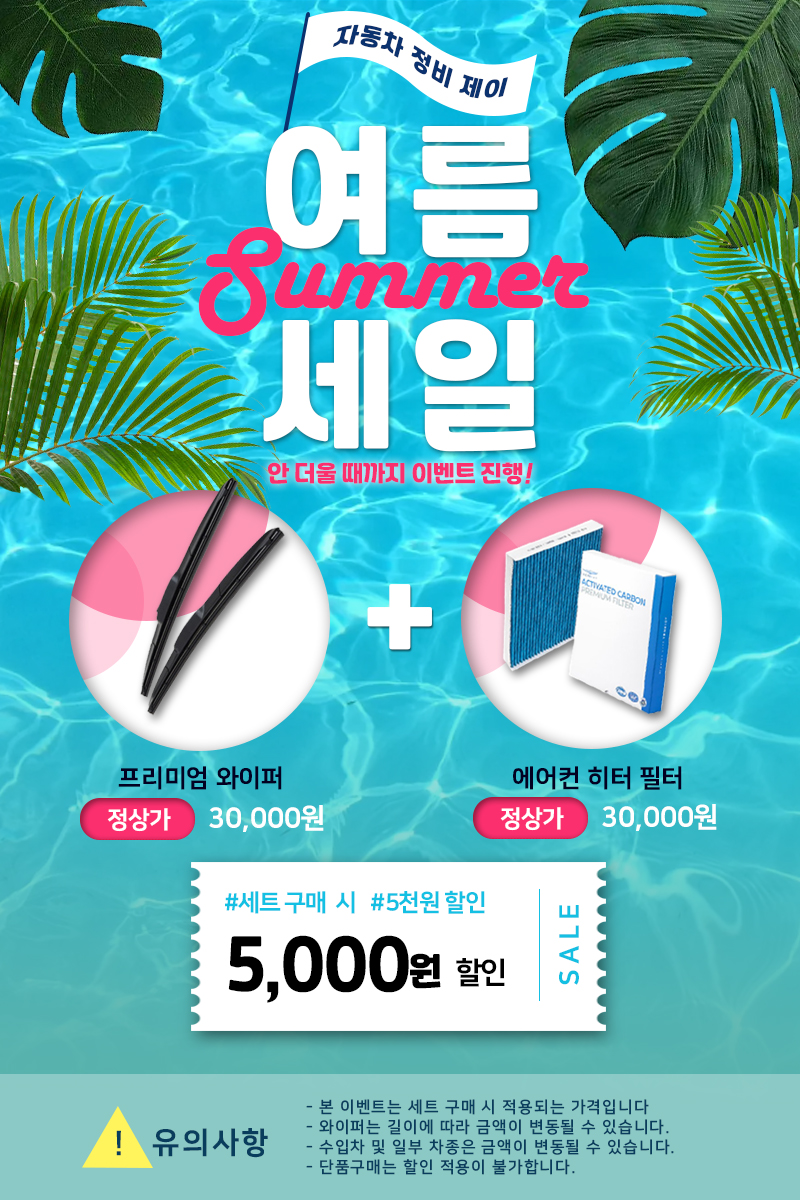 자동차 정비 제이
여름
Summer
세일
안 더울 때까지 이벤트 진행!
ACTIVATED CARBON
PREMIUM FILTER
+
프리미엄 와이퍼
정상가 30,000원
에어컨 히터 필터
정상가 30,000원
#세트 구매 시 #5천원 할인
5,000원 할인
SALE
! 유의사항
- 본 이벤트는 세트 구매 시 적용되는 가격입니다
- 와이퍼는 길이에 따라 금액이 변동될 수 있습니다.
- 수입차 및 일부 차종은 금액이 변동될 수 있습니다.
- 단품구매는 할인 적용이 불가합니다.